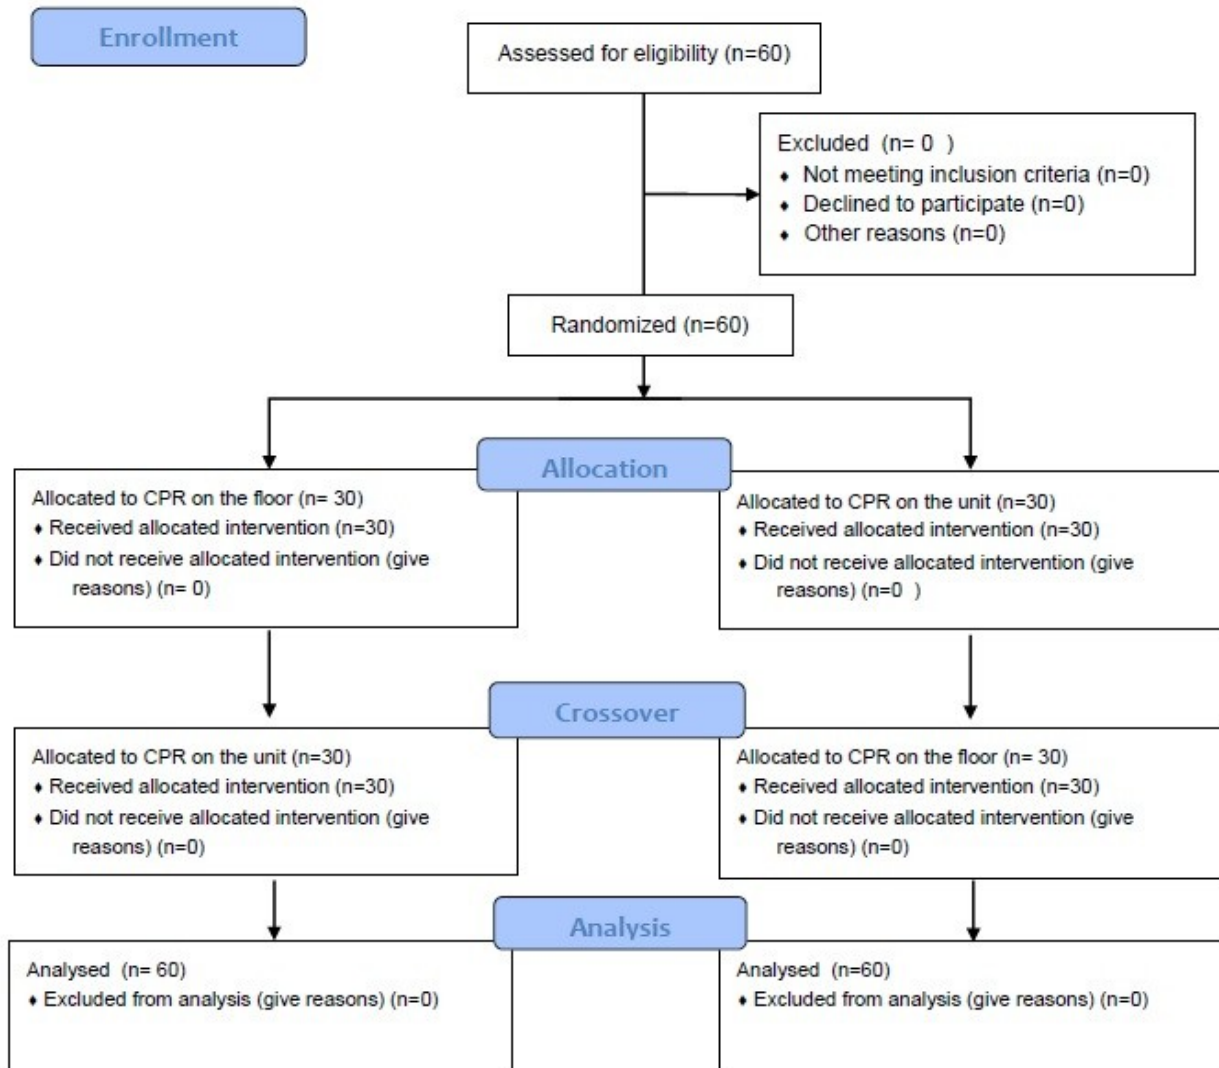 Enrollment
Assessed for eligibility (n=60)
Excluded  (n= 0  )
♦ Not meeting inclusion criteria (n=0)
♦ Declined to participate (n=0)
♦ Other reasons (n=0)
Randomized (n=60)
Allocation
Allocated to CPR on the floor (n= 30)
♦ Received allocated intervention (n=30)
♦ Did not receive allocated intervention (give
reasons) (n= 0)
Allocated to CPR on the unit (n=30)
♦ Received allocated intervention (n=30)
♦ Did not receive allocated intervention (give
reasons) (n=0  )
Crossover
Allocated to CPR on the unit (n=30)
♦ Received allocated intervention (n=30)
♦ Did not receive allocated intervention (give
reasons) (n=0)
Allocated to CPR on the floor (n= 30)
♦ Received allocated intervention (n=30)
♦ Did not receive allocated intervention (give
reasons) (n=0)
Analysis
Analysed  (n= 60)
♦ Excluded from analysis (give reasons) (n=0)
Analysed  (n=60)
♦ Excluded from analysis (give reasons) (n=0)